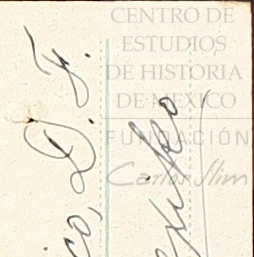 CENTRO DE
ESTUDIOS
DE HISTORIA
DE MEXICO
FUNDACIÓN
Carlos Slim
D. F.